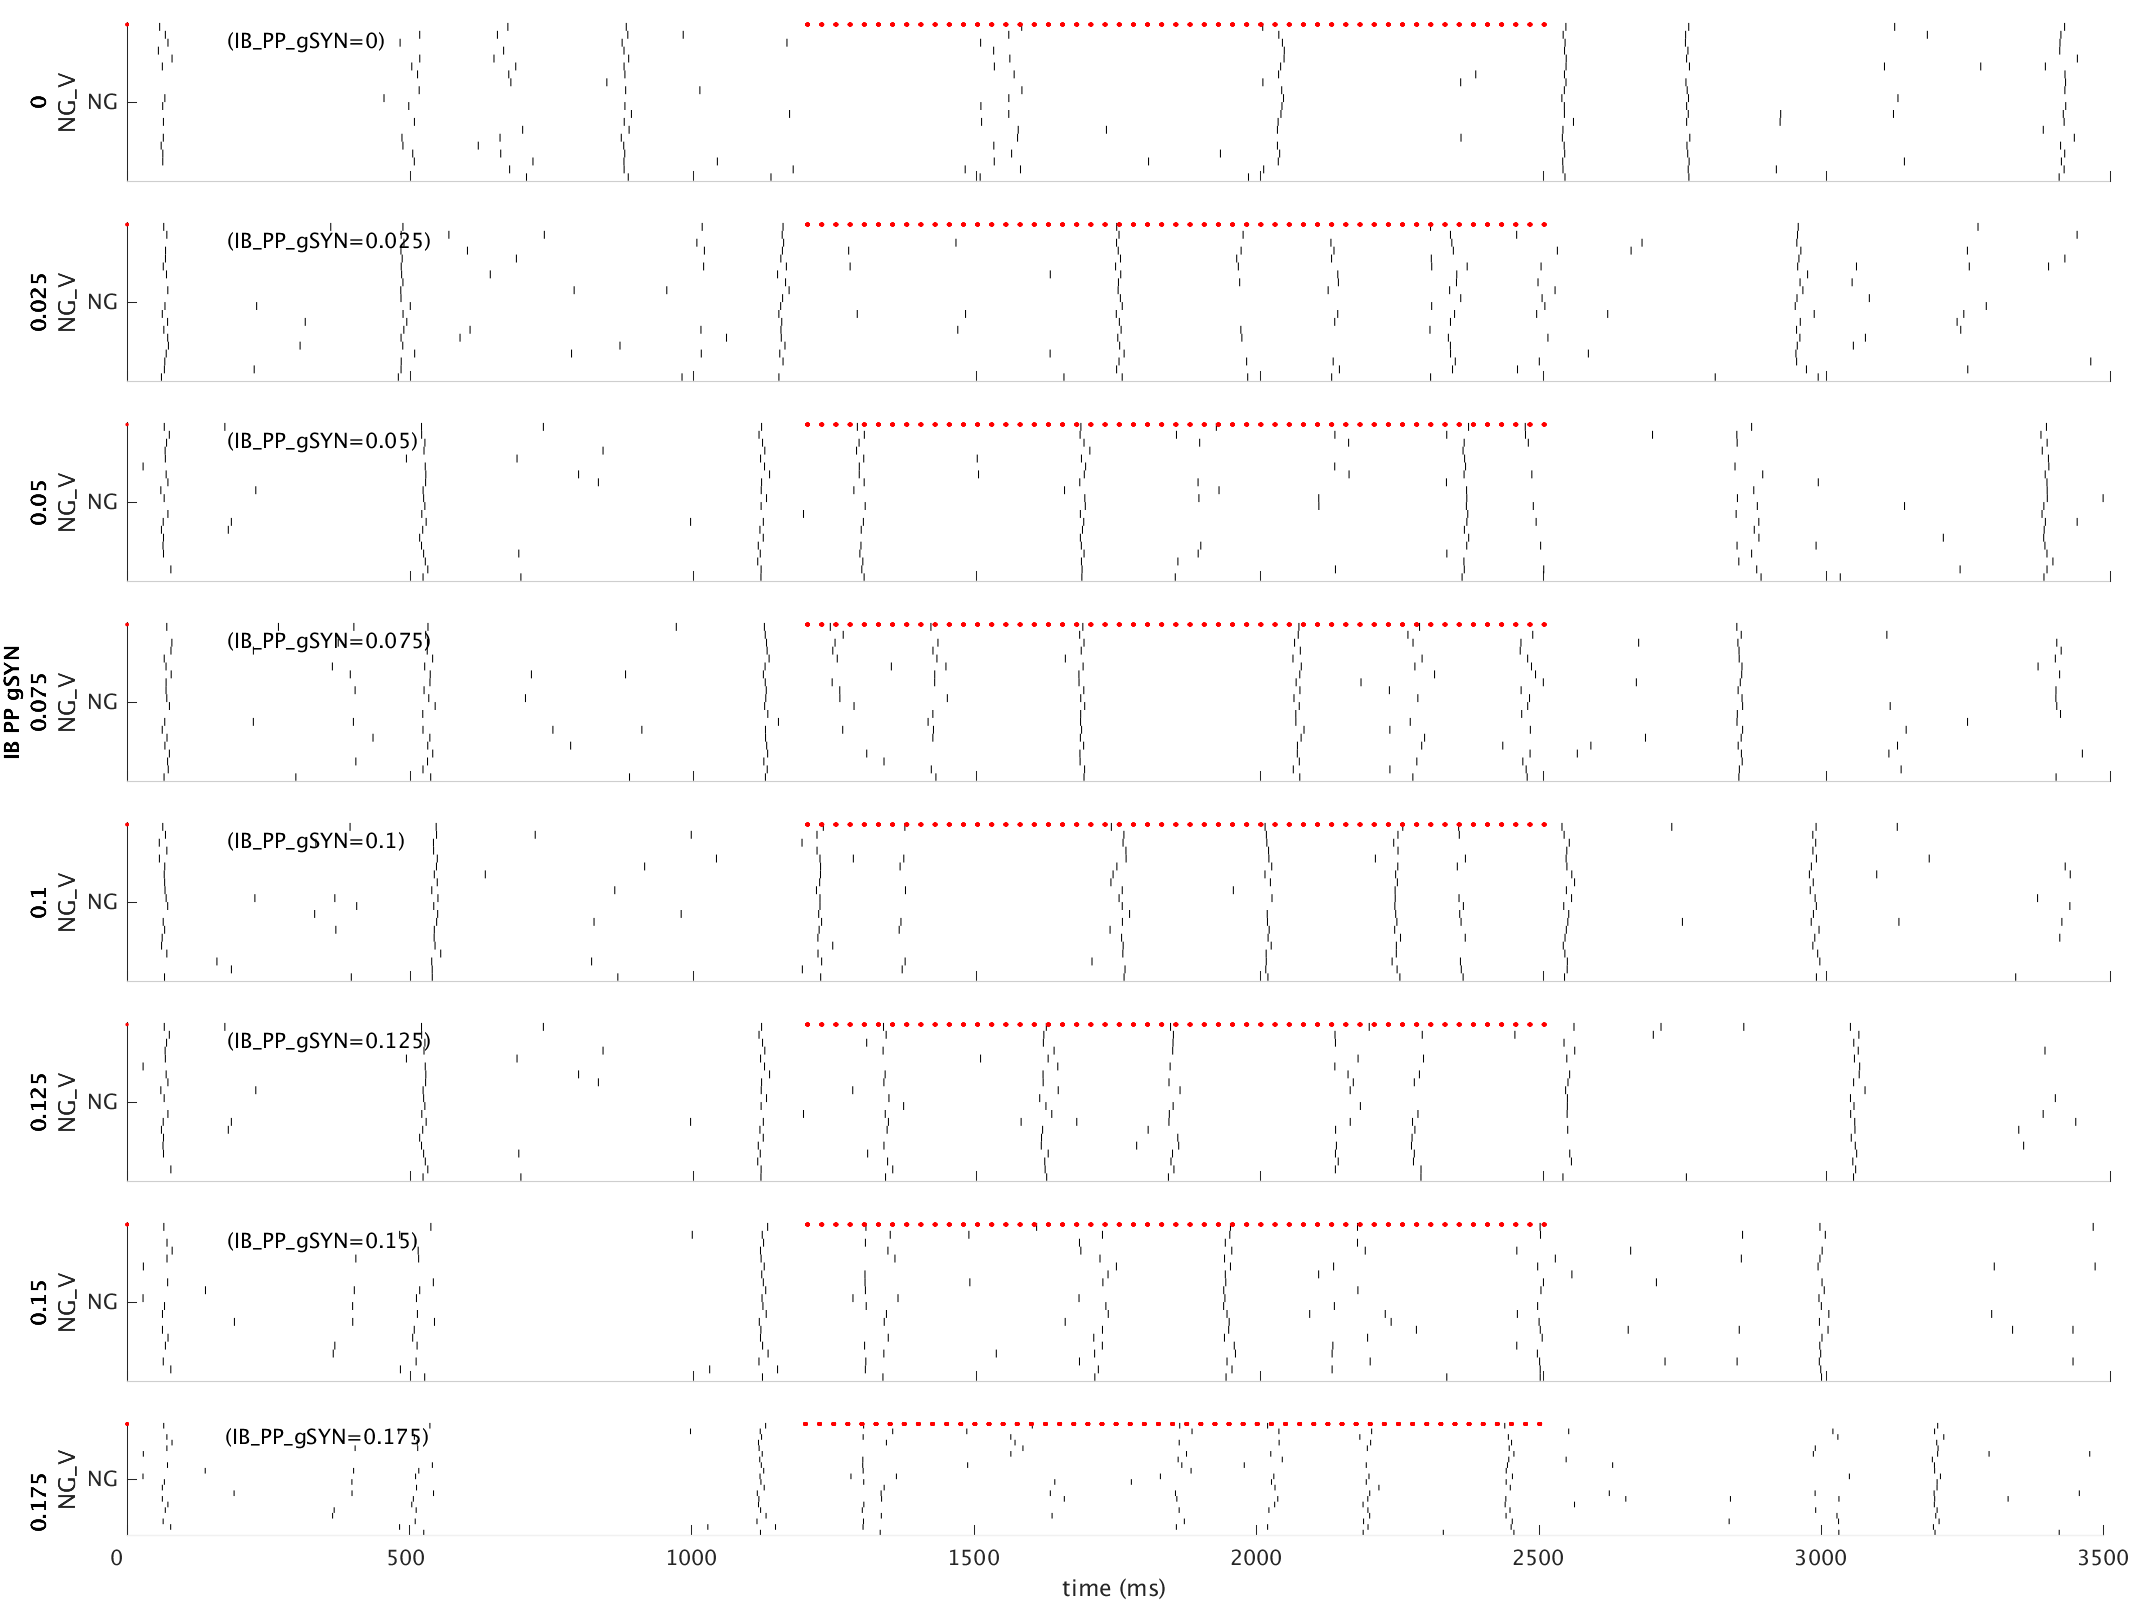 IB PP gSYN
0
NG_V
NG
(IB_PP_gSYN=0)
0.025
NG_V
NG
(IB_PP_gSYN=0.025)
0.05
NG_V
NG
(IB_PP_gSYN=0.05)
0.075
NG_V
NG
(IB_PP_gSYN=0.075)
0.1
NG_V
NG
(IB_PP_gSYN=0.1)
0.125
NG_V
NG
(IB_PP_gSYN=0.125)
0.15
NG_V
NG
(IB_PP_gSYN=0.15)
0.175
NG_V
NG
(IB_PP_gSYN=0.175)
0 500 1000 1500 2000 2500 3000 3500
time (ms)